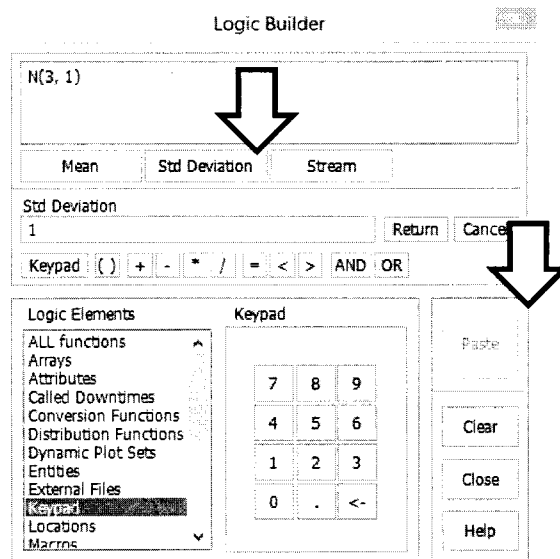 Logic Builder
N(3, 1)
Mean Std Deviation Stream
Std Deviation
1 Return Cancel
Keypad ( ) + - * / = < > AND OR
Logic Elements Keypad
ALL functions
Arrays
Attributes
Called Downtimes
Conversion Functions
Distribution Functions
Dynamic Plot Sets
Entities
External Files
Keypad
Locations
Macros
7 8 9
4 5 6
1 2 3
0 . <-
Paste
Clear
Close
Help